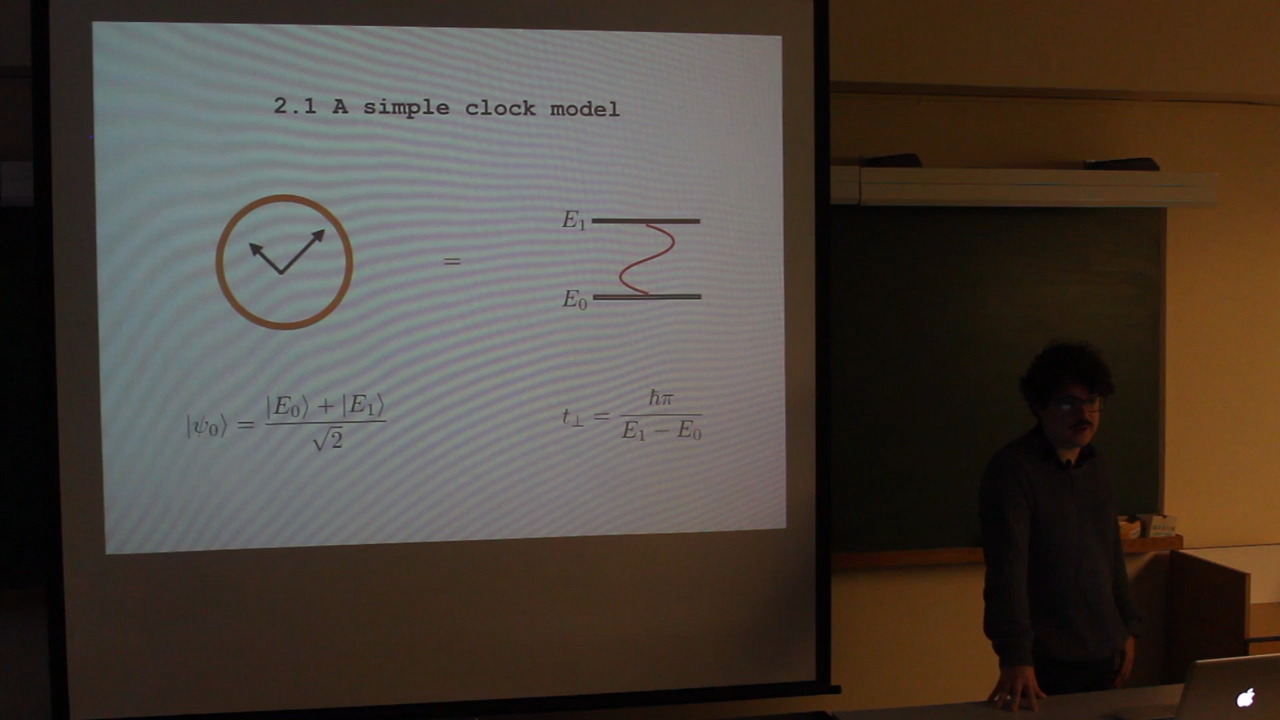 2.1 A simple clock model
E₁
=
E₀
|ψ₀⟩ = (|E₀⟩ + |E₁⟩) / √2
t⊥ = ħπ / (E₁ − E₀)